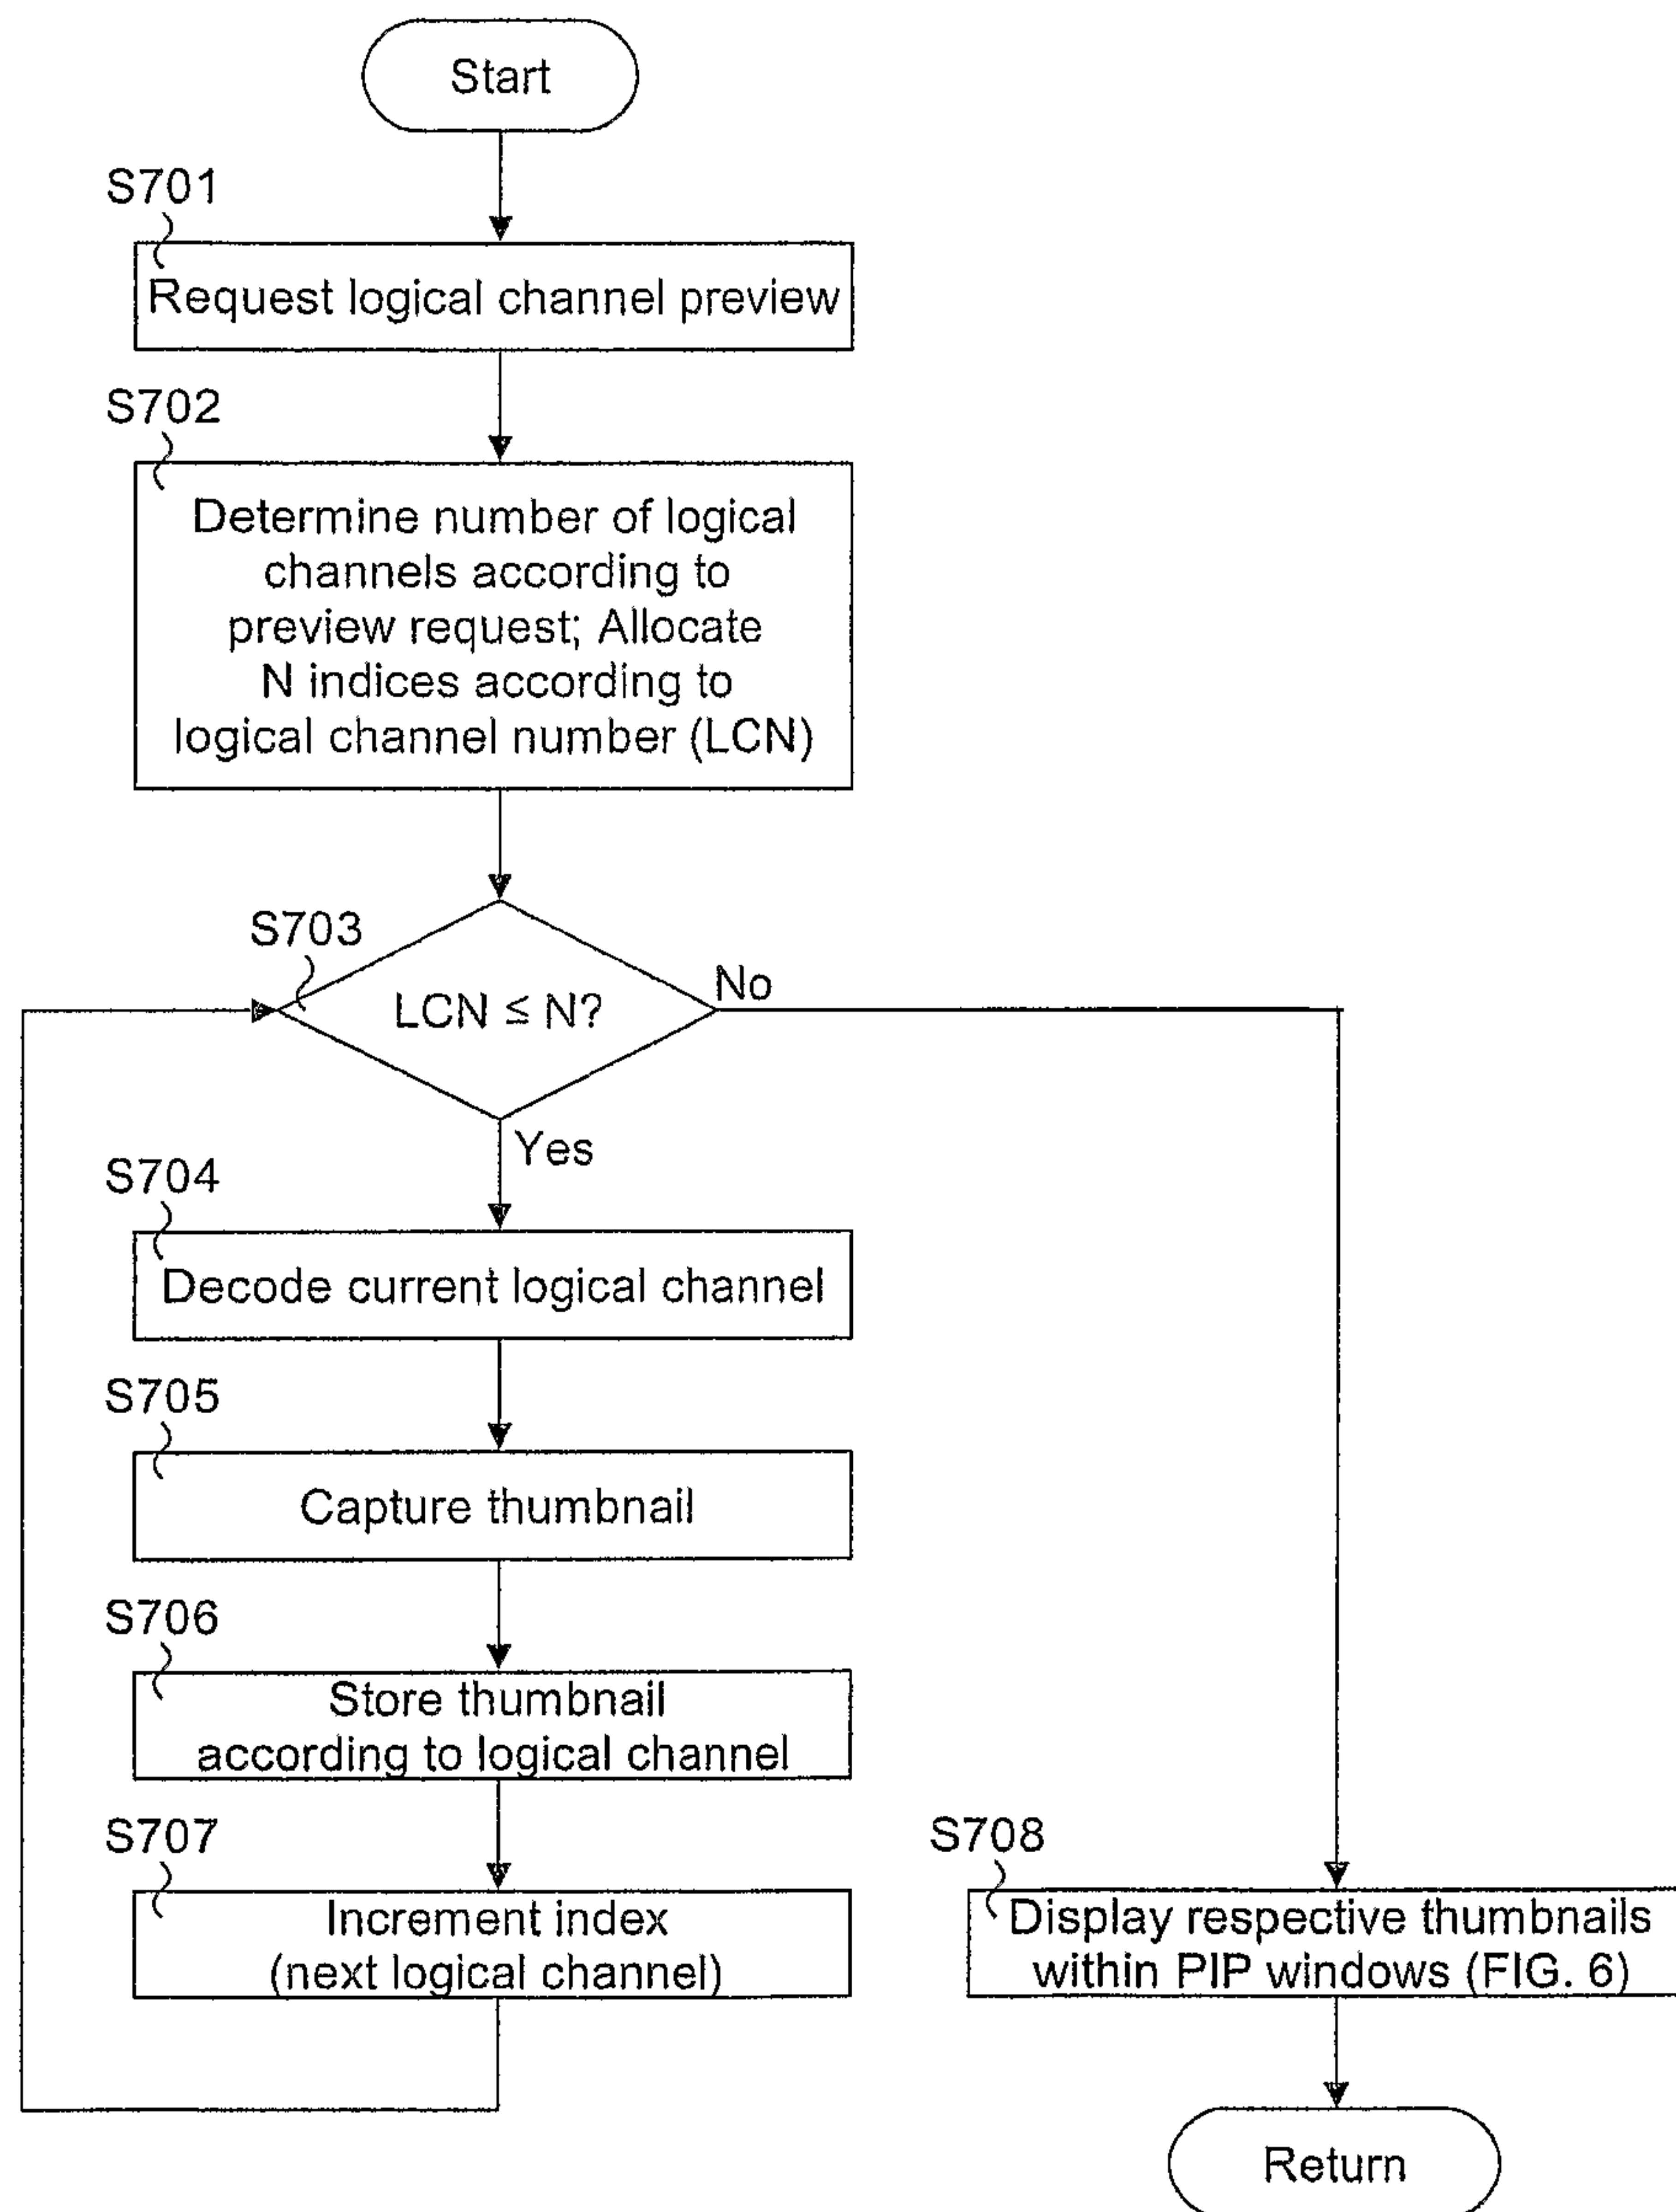 Start
S701
Request logical channel preview
S702
Determine number of logical
channels according to
preview request; Allocate
N indices according to
logical channel number (LCN)
S703
LCN ≤ N?
No
Yes
S704
Decode current logical channel
S705
Capture thumbnail
S706
Store thumbnail
according to logical channel
S707
Increment index
(next logical channel)
S708
Display respective thumbnails
within PIP windows (FIG. 6)
Return